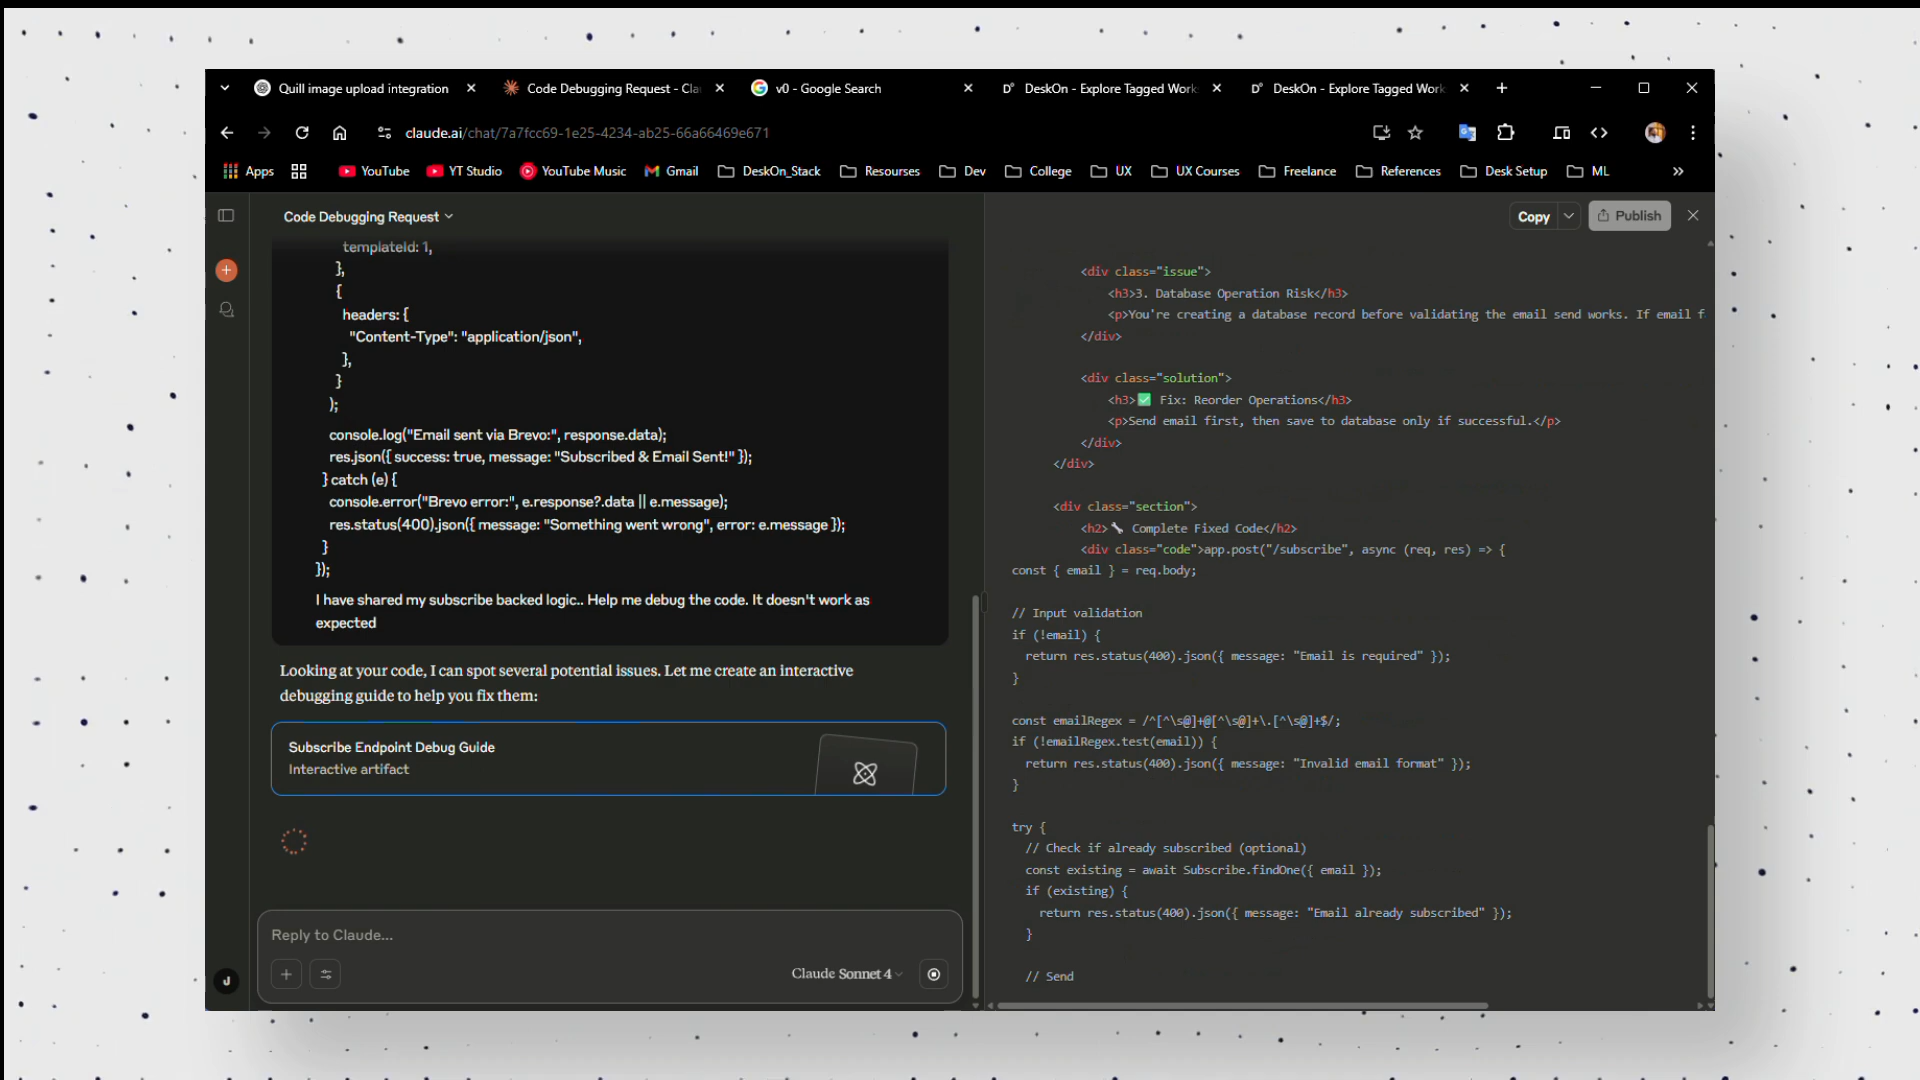 Quill image upload integration
Code Debugging Request - Cla
v0 - Google Search
DeskOn - Explore Tagged Work
DeskOn - Explore Tagged Work
claude.ai/chat/7a7fcc69-1e25-4234-ab25-66a66469e671
Apps
YouTube
YT Studio
YouTube Music
Gmail
DeskOn_Stack
Resourses
Dev
College
UX
UX Courses
Freelance
References
Desk Setup
ML
Code Debugging Request
templateId: 1,
},
{
headers: {
"Content-Type": "application/json",
},
}
);
console.log("Email sent via Brevo:", response.data);
res.json({ success: true, message: "Subscribed & Email Sent!" });
} catch (e) {
console.error("Brevo error:", e.response?.data || e.message);
res.status(400).json({ message: "Something went wrong", error: e.message });
}
});
I have shared my subscribe backed logic.. Help me debug the code. It doesn't work as
expected
Looking at your code, I can spot several potential issues. Let me create an interactive
debugging guide to help you fix them:
Subscribe Endpoint Debug Guide
Interactive artifact
Reply to Claude...
Claude Sonnet 4
J
Copy
Publish
<div class="issue">
<h3>3. Database Operation Risk</h3>
<p>You're creating a database record before validating the email send works. If email f
</div>
<div class="solution">
<h3>✅ Fix: Reorder Operations</h3>
<p>Send email first, then save to database only if successful.</p>
</div>
</div>
<div class="section">
<h2>🔧 Complete Fixed Code</h2>
<div class="code">app.post("/subscribe", async (req, res) => {
const { email } = req.body;
// Input validation
if (!email) {
return res.status(400).json({ message: "Email is required" });
}
const emailRegex = /^[^\s@]+@[^\s@]+\.[^\s@]+$/;
if (!emailRegex.test(email)) {
return res.status(400).json({ message: "Invalid email format" });
}
try {
// Check if already subscribed (optional)
const existing = await Subscribe.findOne({ email });
if (existing) {
return res.status(400).json({ message: "Email already subscribed" });
}
// Send